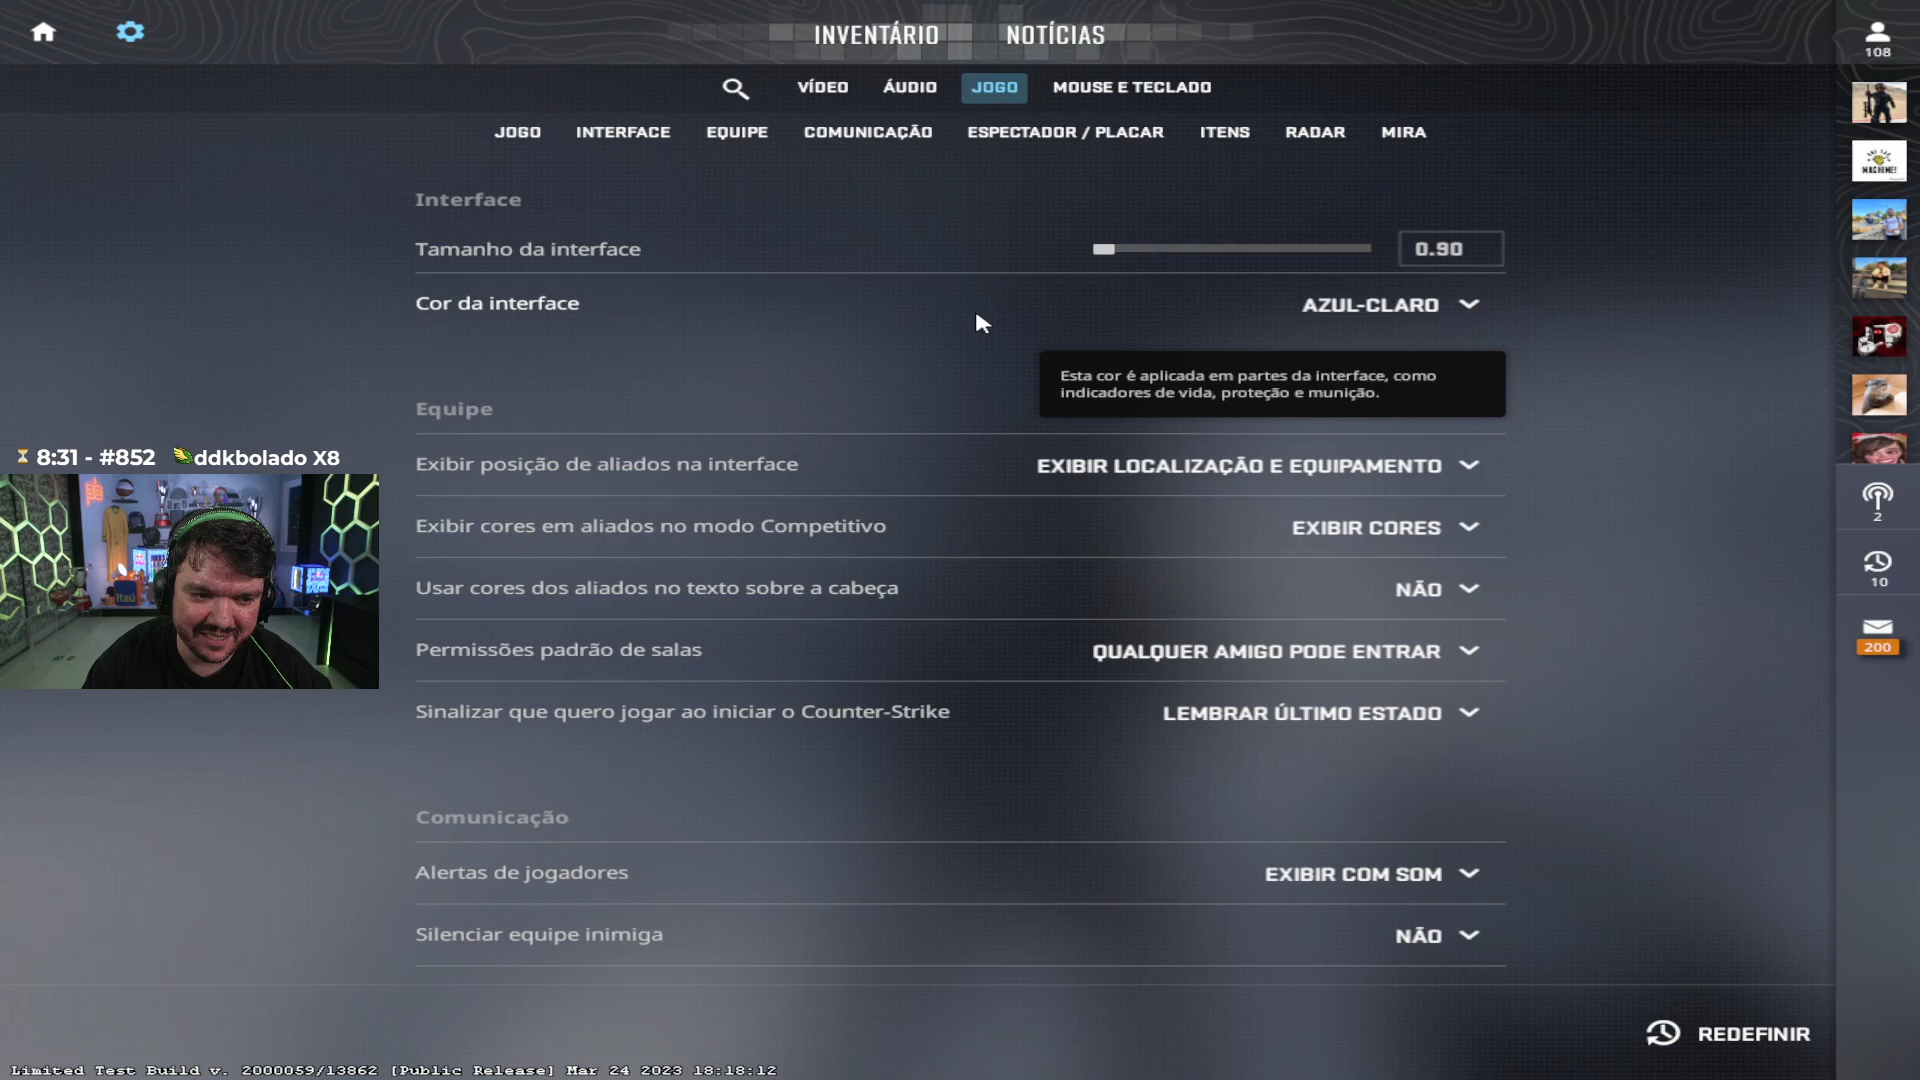 INVENTÁRIO NOTÍCIAS
108
VÍDEO ÁUDIO JOGO MOUSE E TECLADO
JOGO INTERFACE EQUIPE COMUNICAÇÃO ESPECTADOR / PLACAR ITENS RADAR MIRA
Interface
Tamanho da interface 0.90
Cor da interface AZUL-CLARO
Esta cor é aplicada em partes da interface, como
indicadores de vida, proteção e munição.
Equipe
8:31 - #852 ddkbolado X8
Exibir posição de aliados na interface EXIBIR LOCALIZAÇÃO E EQUIPAMENTO
Exibir cores em aliados no modo Competitivo EXIBIR CORES
Usar cores dos aliados no texto sobre a cabeça NÃO
Permissões padrão de salas QUALQUER AMIGO PODE ENTRAR
Sinalizar que quero jogar ao iniciar o Counter-Strike LEMBRAR ÚLTIMO ESTADO
Comunicação
Alertas de jogadores EXIBIR COM SOM
Silenciar equipe inimiga NÃO
MACHINE!
2
10
200
Itaú
REDEFINIR
Limited Test Build v. 2000059/13862 [Public Release] Mar 24 2023 18:18:12